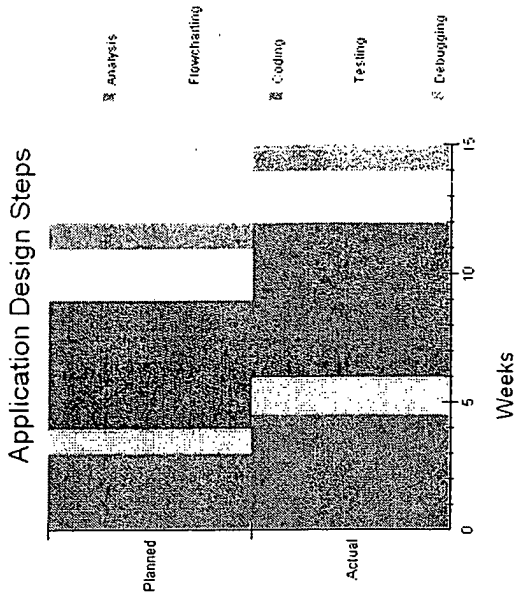 Application Design Steps
Planned
Actual
0
5
10
15
Weeks
Analysis
Flowcharting
Coding
Testing
Debugging